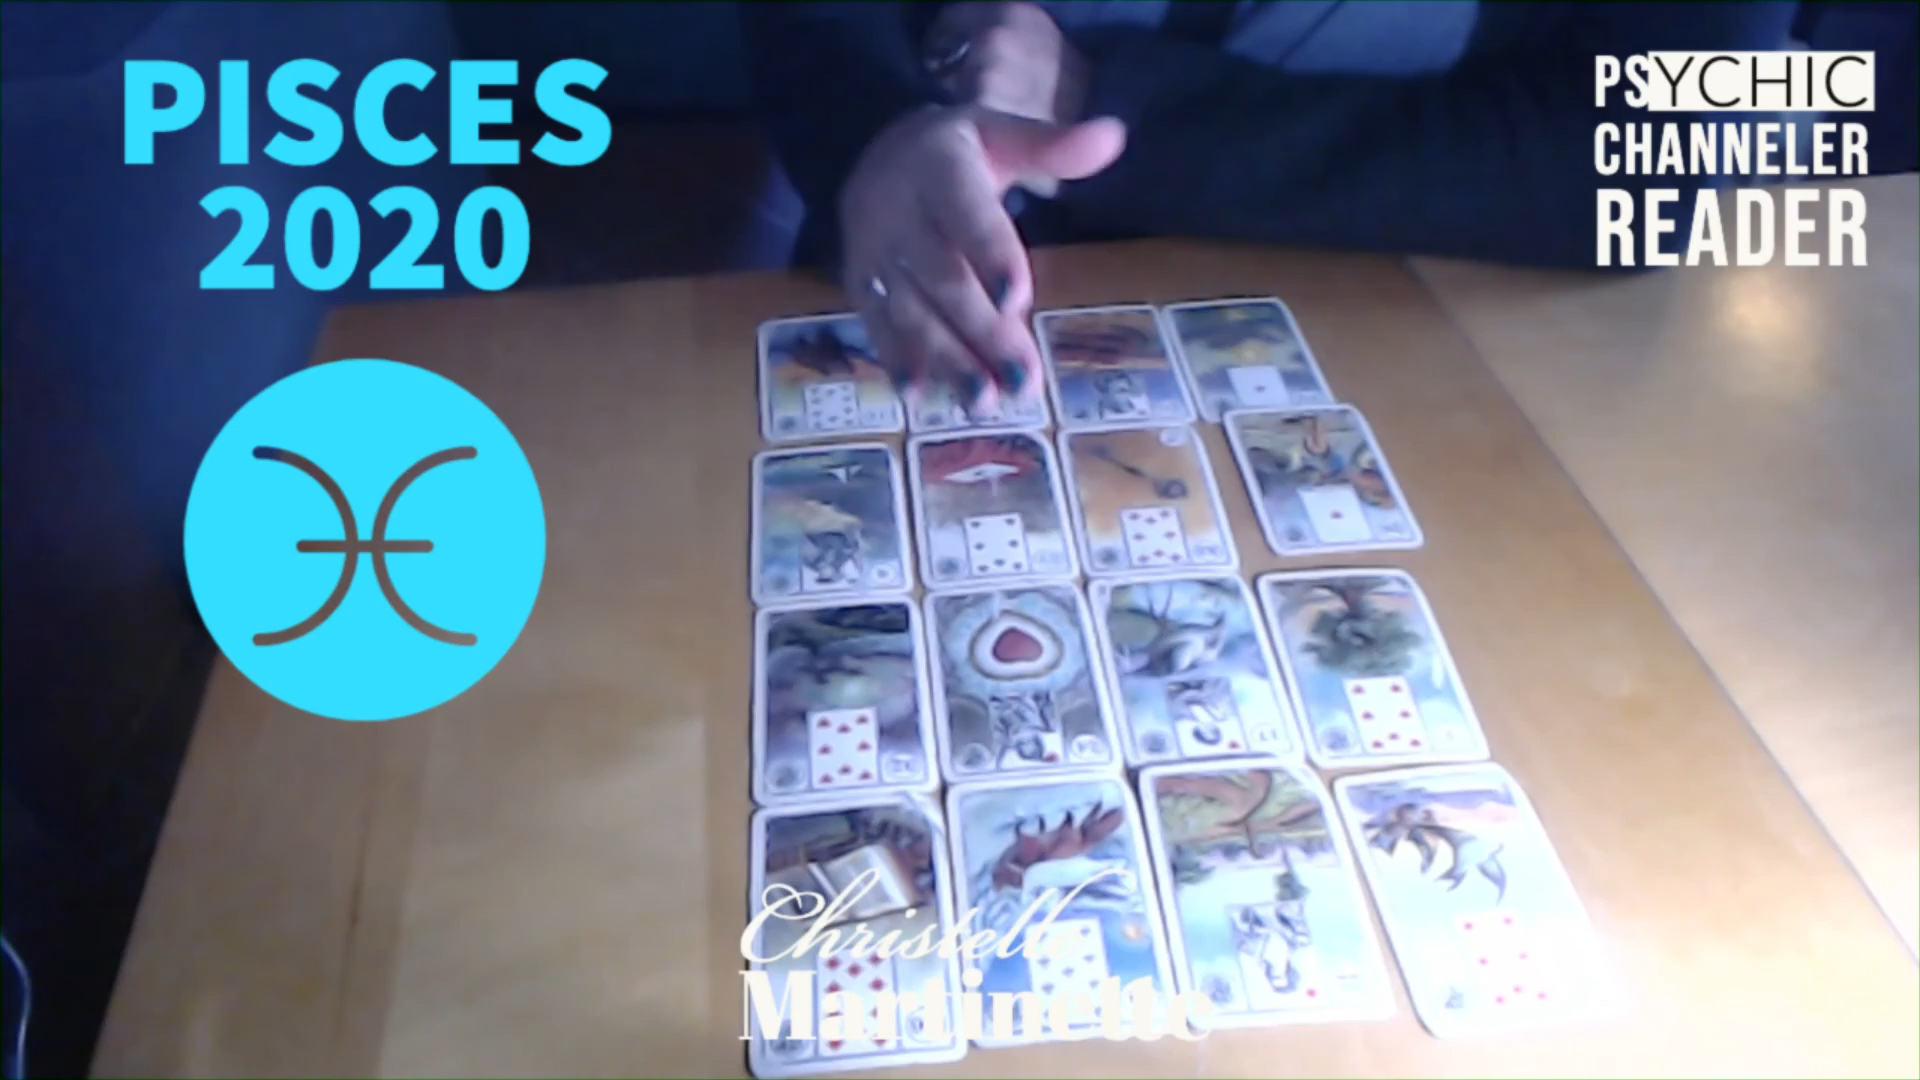 PISCES
2020
PSYCHIC
CHANNELER
READER
Christelle
Martinette